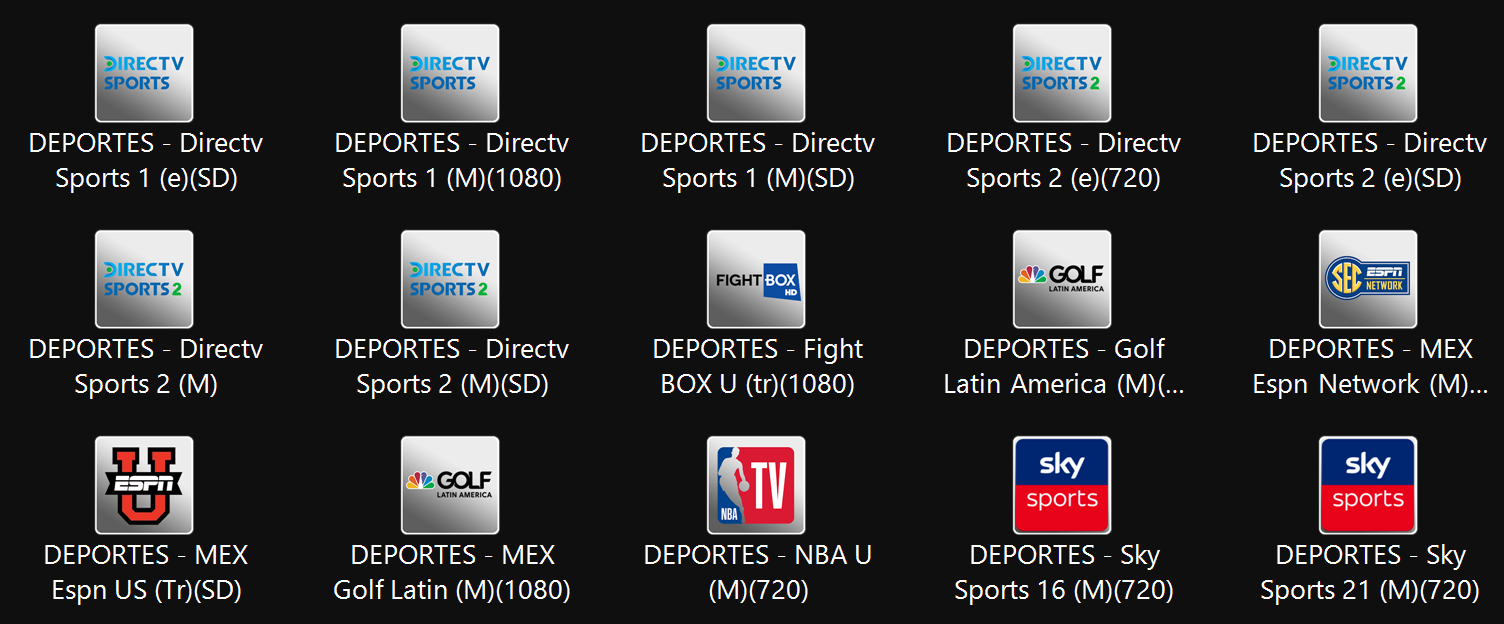 DIRECTV
SPORTS
DEPORTES - Directv
Sports 1 (e)(SD)
DIRECTV
SPORTS
DEPORTES - Directv
Sports 1 (M)(1080)
DIRECTV
SPORTS
DEPORTES - Directv
Sports 1 (M)(SD)
DIRECTV
SPORTS 2
DEPORTES - Directv
Sports 2 (e)(720)
DIRECTV
SPORTS 2
DEPORTES - Directv
Sports 2 (e)(SD)
DIRECTV
SPORTS 2
DEPORTES - Directv
Sports 2 (M)
DIRECTV
SPORTS 2
DEPORTES - Directv
Sports 2 (M)(SD)
FIGHTBOX
HD
DEPORTES - Fight
BOX U (tr)(1080)
GOLF
LATIN AMERICA
DEPORTES - Golf
Latin America (M)(...
SEC ESPN
NETWORK
DEPORTES - MEX
Espn Network (M)...
U
ESPN
DEPORTES - MEX
Espn US (Tr)(SD)
GOLF
LATIN AMERICA
DEPORTES - MEX
Golf Latin (M)(1080)
NBA TV
DEPORTES - NBA U
(M)(720)
sky
sports
DEPORTES - Sky
Sports 16 (M)(720)
sky
sports
DEPORTES - Sky
Sports 21 (M)(720)